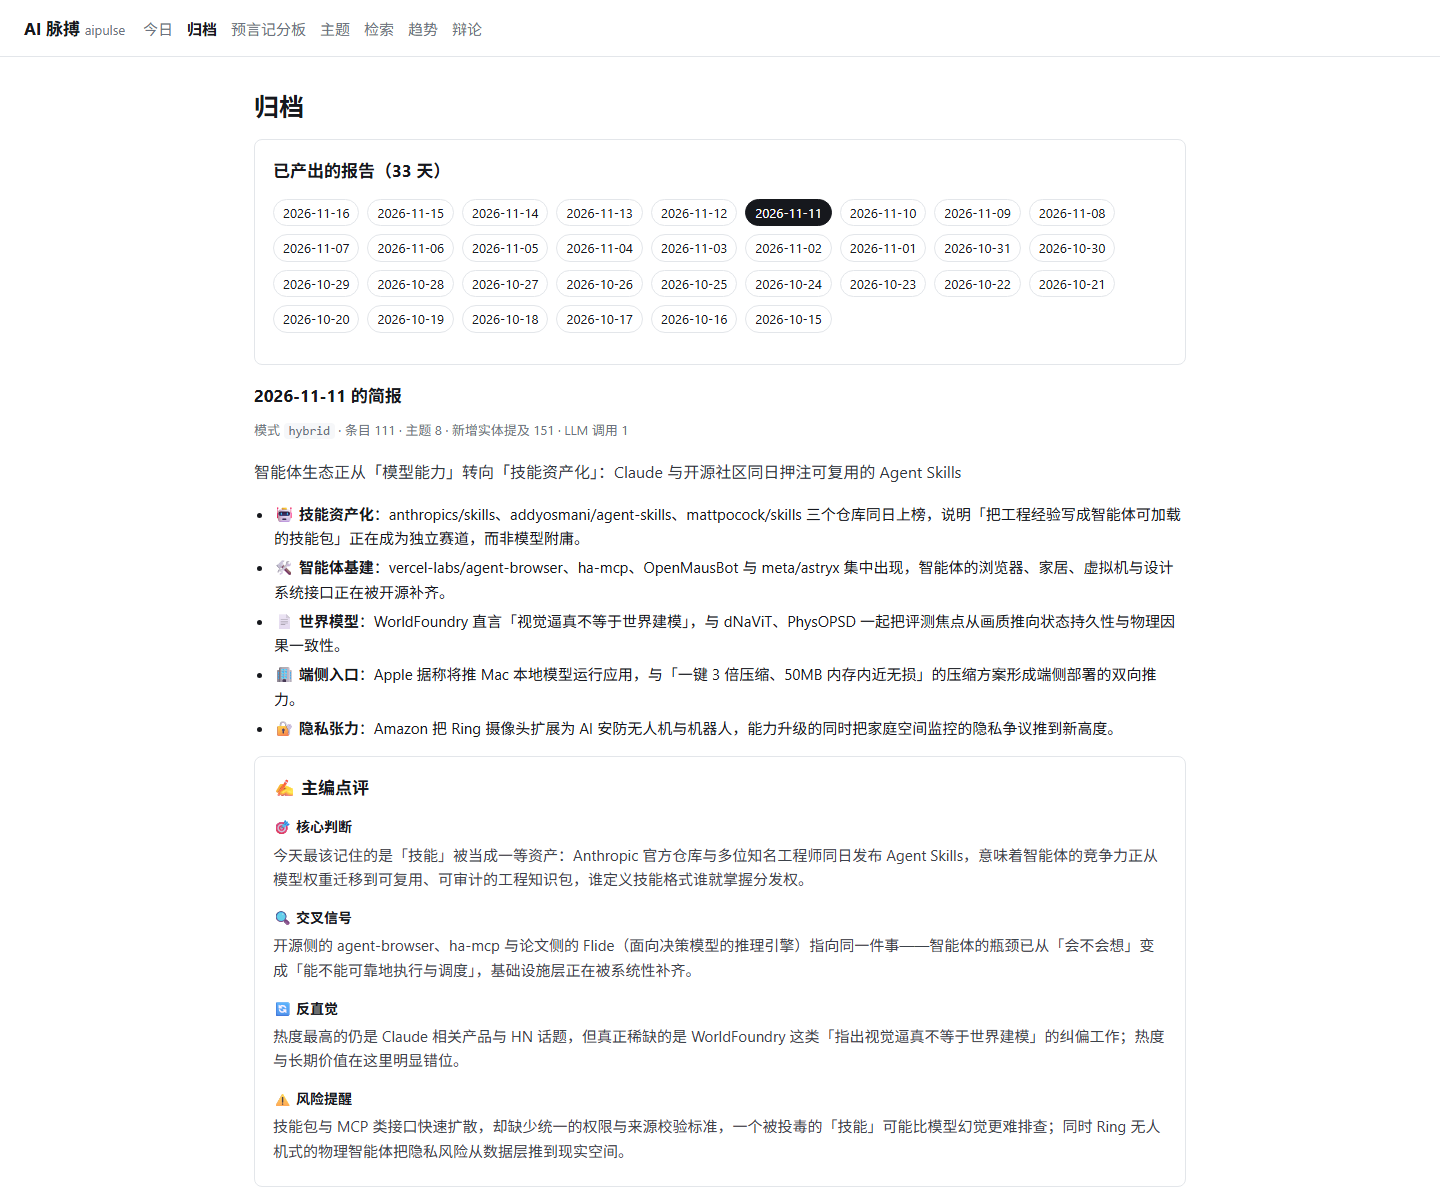 AI 脉搏 aipulse 今日 归档 预言记分板 主题 检索 趋势 辩论
归档
已产出的报告（33 天）
2026-11-16 2026-11-15 2026-11-14 2026-11-13 2026-11-12 2026-11-11 2026-11-10 2026-11-09 2026-11-08
2026-11-07 2026-11-06 2026-11-05 2026-11-04 2026-11-03 2026-11-02 2026-11-01 2026-10-31 2026-10-30
2026-10-29 2026-10-28 2026-10-27 2026-10-26 2026-10-25 2026-10-24 2026-10-23 2026-10-22 2026-10-21
2026-10-20 2026-10-19 2026-10-18 2026-10-17 2026-10-16 2026-10-15
2026-11-11 的简报
模式 hybrid · 条目 111 · 主题 8 · 新增实体提及 151 · LLM 调用 1
智能体生态正从「模型能力」转向「技能资产化」：Claude 与开源社区同日押注可复用的 Agent Skills
• 🤖 技能资产化：anthropics/skills、addyosmani/agent-skills、mattpocock/skills 三个仓库同日上榜，说明「把工程经验写成智能体可加载
的技能包」正在成为独立赛道，而非模型附庸。
• 🛠️ 智能体基建：vercel-labs/agent-browser、ha-mcp、OpenMausBot 与 meta/astryx 集中出现，智能体的浏览器、家居、虚拟机与设计
系统接口正在被开源补齐。
• 📄 世界模型：WorldFoundry 直言「视觉逼真不等于世界建模」，与 dNaViT、PhysOPSD 一起把评测焦点从画质推向状态持久性与物理因
果一致性。
• 🏢 端侧入口：Apple 据称将推 Mac 本地模型运行应用，与「一键 3 倍压缩、50MB 内存内近无损」的压缩方案形成端侧部署的双向推
力。
• 🔐 隐私张力：Amazon 把 Ring 摄像头扩展为 AI 安防无人机与机器人，能力升级的同时把家庭空间监控的隐私争议推到新高度。
✍️ 主编点评
🎯 核心判断
今天最该记住的是「技能」被当成一等资产：Anthropic 官方仓库与多位知名工程师同日发布 Agent Skills，意味着智能体的竞争力正从
模型权重迁移到可复用、可审计的工程知识包，谁定义技能格式谁就掌握分发权。
🔍 交叉信号
开源侧的 agent-browser、ha-mcp 与论文侧的 Flide（面向决策模型的推理引擎）指向同一件事——智能体的瓶颈已从「会不会想」变
成「能不能可靠地执行与调度」，基础设施层正在被系统性补齐。
🔄 反直觉
热度最高的仍是 Claude 相关产品与 HN 话题，但真正稀缺的是 WorldFoundry 这类「指出视觉逼真不等于世界建模」的纠偏工作；热度
与长期价值在这里明显错位。
⚠️ 风险提醒
技能包与 MCP 类接口快速扩散，却缺少统一的权限与来源校验标准，一个被投毒的「技能」可能比模型幻觉更难排查；同时 Ring 无人
机式的物理智能体把隐私风险从数据层推到现实空间。